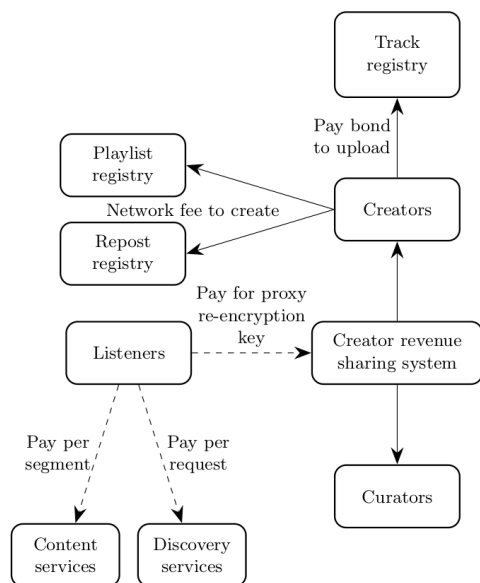 Track
registry
Pay bond
to upload
Playlist
registry
Network fee to create
Creators
Repost
registry
Pay for proxy
re-encryption
key
Listeners
Creator revenue
sharing system
Pay per
segment
Pay per
request
Curators
Content
services
Discovery
services